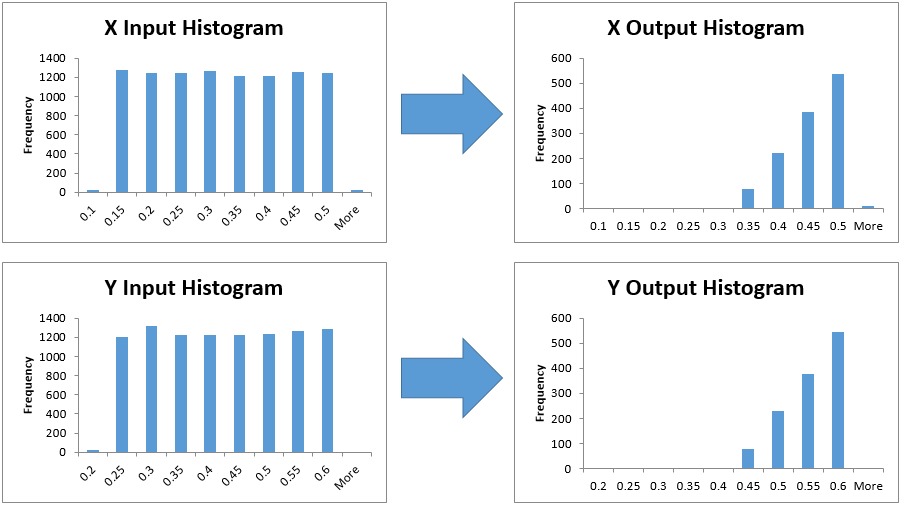 X Input Histogram
1400
1200
1000
800
600
400
200
0
Frequency
0.1 0.15 0.2 0.25 0.3 0.35 0.4 0.45 0.5 More
X Output Histogram
600
500
400
300
200
100
0
Frequency
0.1 0.15 0.2 0.25 0.3 0.35 0.4 0.45 0.5 More
Y Input Histogram
1400
1200
1000
800
600
400
200
0
Frequency
0.2 0.25 0.3 0.35 0.4 0.45 0.5 0.55 0.6 More
Y Output Histogram
600
500
400
300
200
100
0
Frequency
0.2 0.25 0.3 0.35 0.4 0.45 0.5 0.55 0.6 More